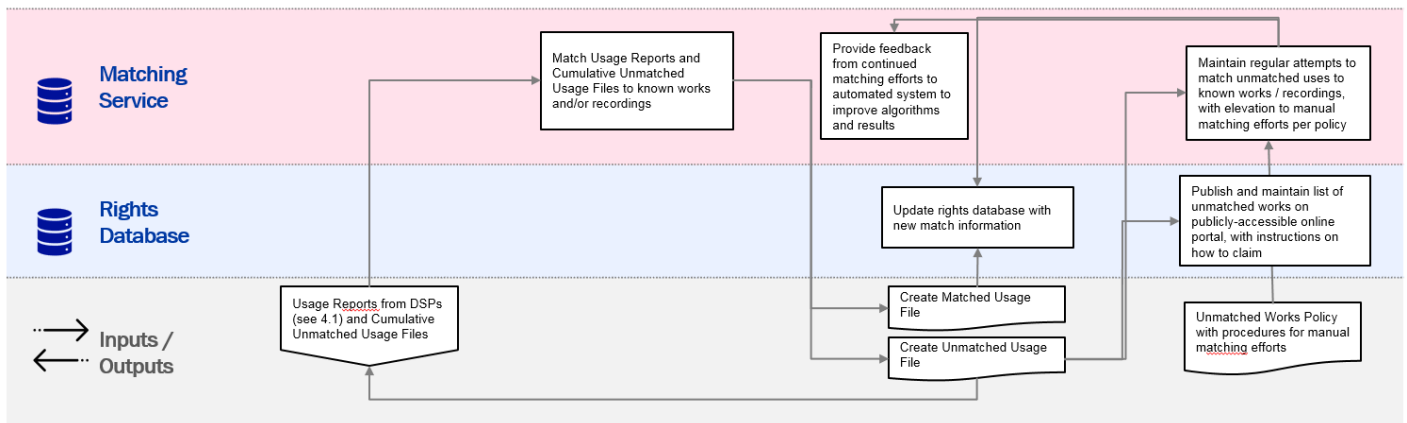 Matching
Service
Match Usage Reports and
Cumulative Unmatched
Usage Files to known works
and/or recordings
Provide feedback
from continued
matching efforts to
automated system to
improve algorithms
and results
Maintain regular attempts to
match unmatched uses to
known works / recordings,
with elevation to manual
matching efforts per policy
Rights
Database
Update rights database with
new match information
Publish and maintain list of
unmatched works on
publicly-accessible online
portal, with instructions on
how to claim
Inputs /
Outputs
Usage Reports from DSPs
(see 4.1) and Cumulative
Unmatched Usage Files
Create Matched Usage
File
Create Unmatched Usage
File
Unmatched Works Policy
with procedures for manual
matching efforts